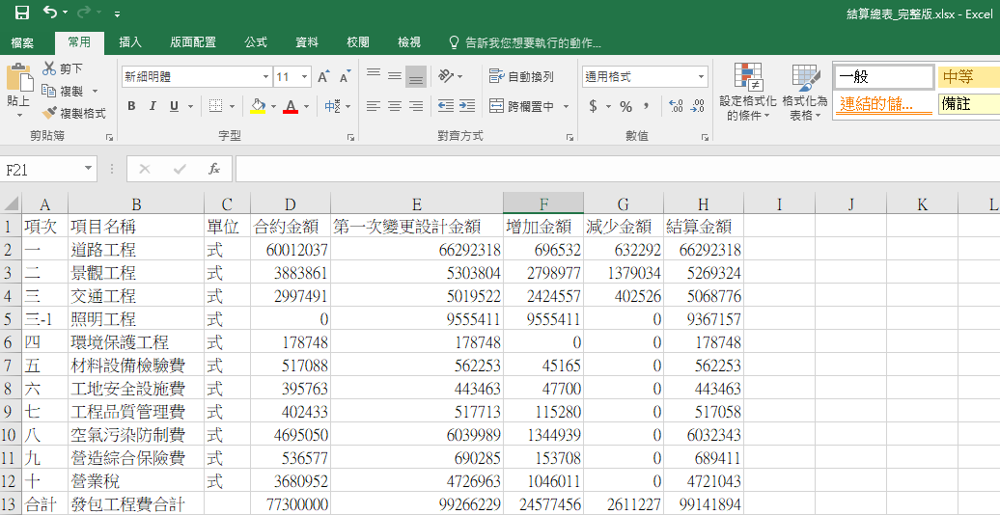 結算總表_完整版.xlsx - Excel
檔案 常用 插入 版面配置 公式 資料 校閱 檢視 告訴我您想要執行的動作...
貼上 剪下 複製 複製格式 剪貼簿
新細明體 11 A A B I U A 中 字型
自動換列 跨欄置中 對齊方式
通用格式 $ % , .00 .00 數值
設定格式化的條件 格式化為表格
一般 中等
連結的儲... 備註
F21 fx
A B C D E F G H I J K L
1 項次 項目名稱 單位 合約金額 第一次變更設計金額 增加金額 減少金額 結算金額
2 一 道路工程 式 60012037 66292318 696532 632292 66292318
3 二 景觀工程 式 3883861 5303804 2798977 1379034 5269324
4 三 交通工程 式 2997491 5019522 2424557 402526 5068776
5 三-1 照明工程 式 0 9555411 9555411 0 9367157
6 四 環境保護工程 式 178748 178748 0 0 178748
7 五 材料設備檢驗費 式 517088 562253 45165 0 562253
8 六 工地安全設施費 式 395763 443463 47700 0 443463
9 七 工程品質管理費 式 402433 517713 115280 0 517058
10 八 空氣污染防制費 式 4695050 6039989 1344939 0 6032343
11 九 營造綜合保險費 式 536577 690285 153708 0 689411
12 十 營業稅 式 3680952 4726963 1046011 0 4721043
13 合計 發包工程費合計 77300000 99266229 24577456 2611227 99141894